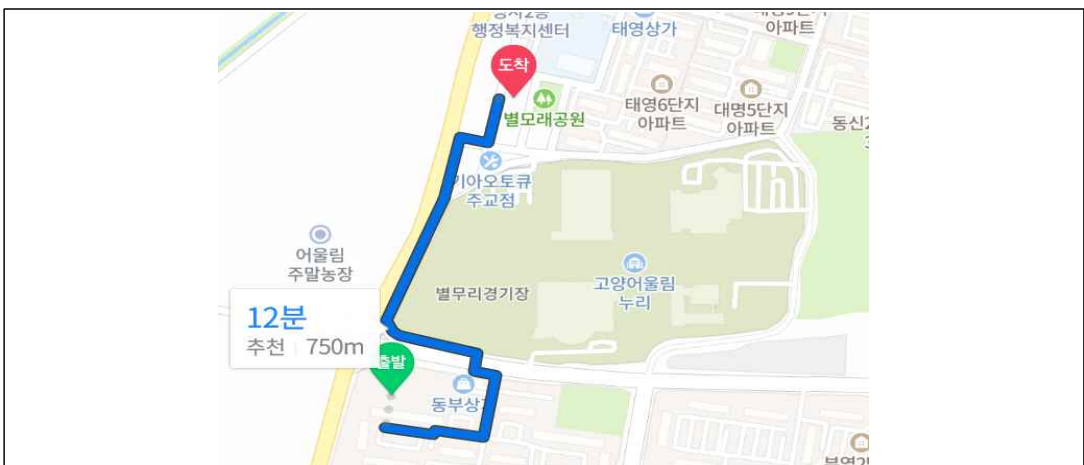 행정복지센터
태영상가
아파트
도착
별모래공원
태영6단지
아파트
대명5단지
아파트
기아오토큐
주교점
어울림
주말농장
고양어울림
누리
별무리경기장
12분
추천 750m
출발